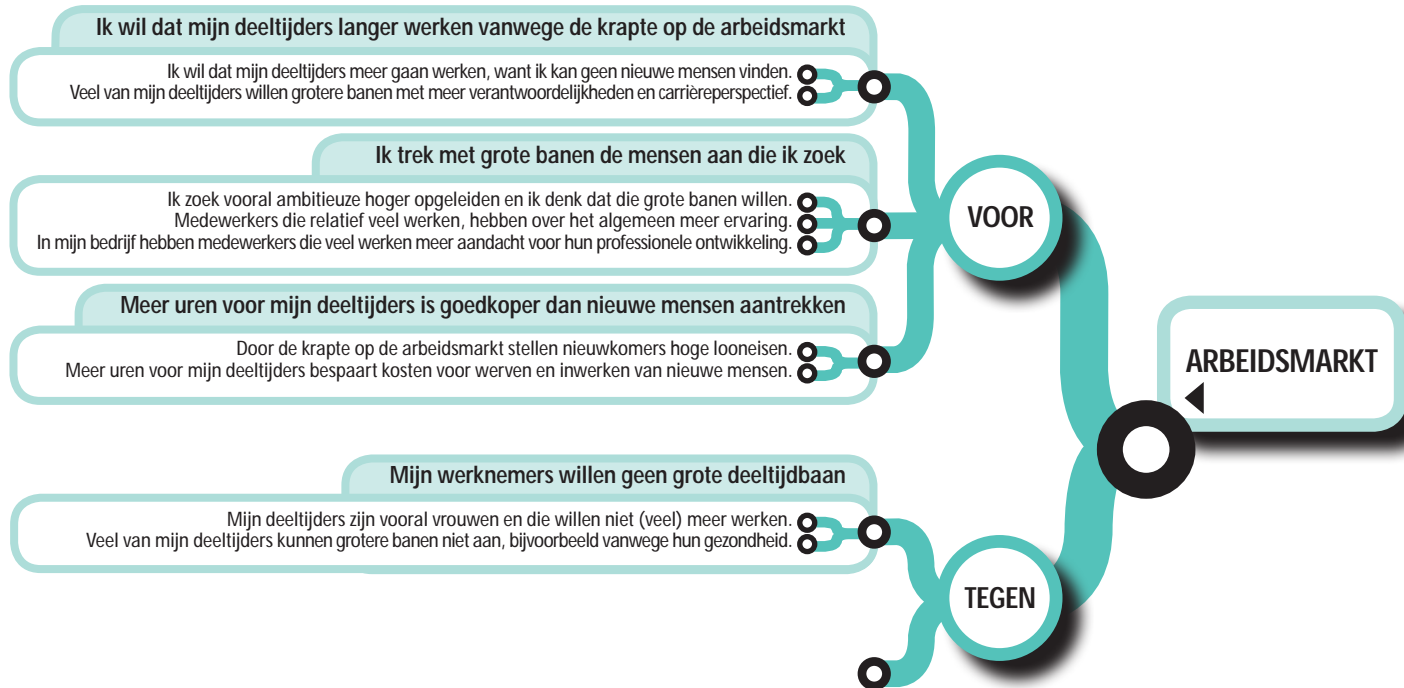 Ik wil dat mijn deeltijders langer werken vanwege de krapte op de arbeidsmarkt
Ik wil dat mijn deeltijders meer gaan werken, want ik kan geen nieuwe mensen vinden.
Veel van mijn deeltijders willen grotere banen met meer verantwoordelijkheden en carrièreperspectief.
Ik trek met grote banen de mensen aan die ik zoek
Ik zoek vooral ambitieuze hoger opgeleiden en ik denk dat die grote banen willen.
Medewerkers die relatief veel werken, hebben over het algemeen meer ervaring.
In mijn bedrijf hebben medewerkers die veel werken meer aandacht voor hun professionele ontwikkeling.
VOOR
Meer uren voor mijn deeltijders is goedkoper dan nieuwe mensen aantrekken
Door de krapte op de arbeidsmarkt stellen nieuwkomers hoge looneisen.
Meer uren voor mijn deeltijders bespaart kosten voor werven en inwerken van nieuwe mensen.
ARBEIDSMARKT
Mijn werknemers willen geen grote deeltijdbaan
Mijn deeltijders zijn vooral vrouwen en die willen niet (veel) meer werken.
Veel van mijn deeltijders kunnen grotere banen niet aan, bijvoorbeeld vanwege hun gezondheid.
TEGEN